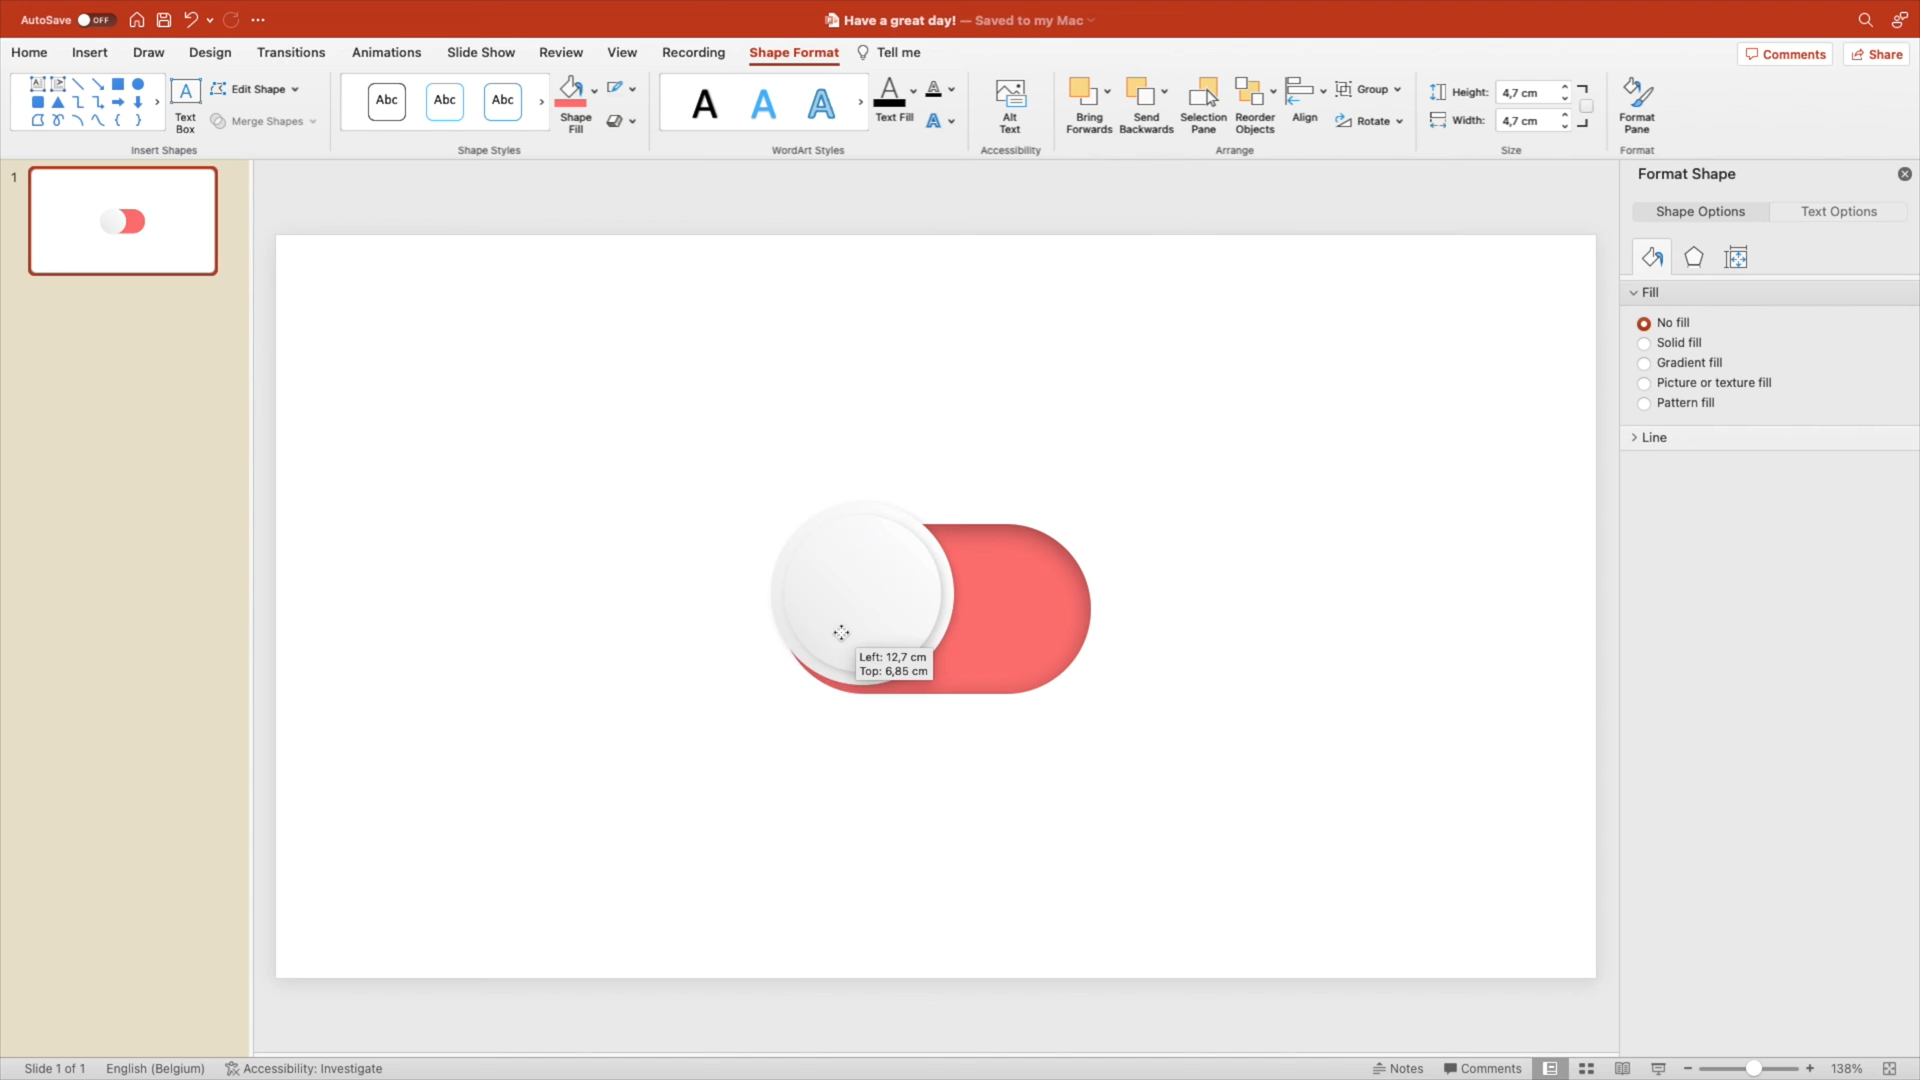 AutoSave OFF
Have a great day! — Saved to my Mac
Home Insert Draw Design Transitions Animations Slide Show Review View Recording Shape Format Tell me
Comments Share
Text Box
Edit Shape
Merge Shapes
Insert Shapes
Abc Abc Abc
Shape Fill
Shape Styles
A A A
Text Fill
WordArt Styles
Alt Text
Accessibility
Bring Forwards
Send Backwards
Selection Pane
Reorder Objects
Align
Group
Rotate
Arrange
Height: 4,7 cm
Width: 4,7 cm
Size
Format Pane
Format
1
Format Shape
Shape Options Text Options
Fill
No fill
Solid fill
Gradient fill
Picture or texture fill
Pattern fill
Line
Left: 12,7 cm
Top: 6,85 cm
Slide 1 of 1 English (Belgium) Accessibility: Investigate
Notes Comments 138%